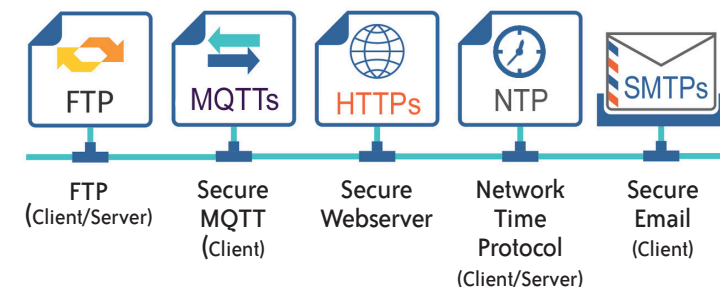 FTP
MQTTs
HTTPs
NTP
SMTPs
FTP
(Client/Server)
Secure
MQTT
(Client)
Secure
Webserver
Network
Time
Protocol
(Client/Server)
Secure
Email
(Client)